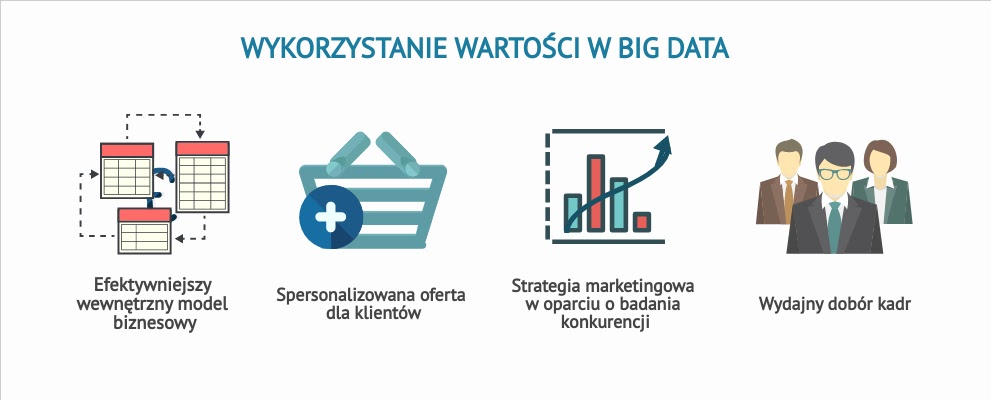 WYKORZYSTANIE WARTOŚCI W BIG DATA
Efektywniejszy
wewnętrzny model
biznesowy
Spersonalizowana oferta
dla klientów
Strategia marketingowa
w oparciu o badania
konkurencji
Wydajny dobór kadr